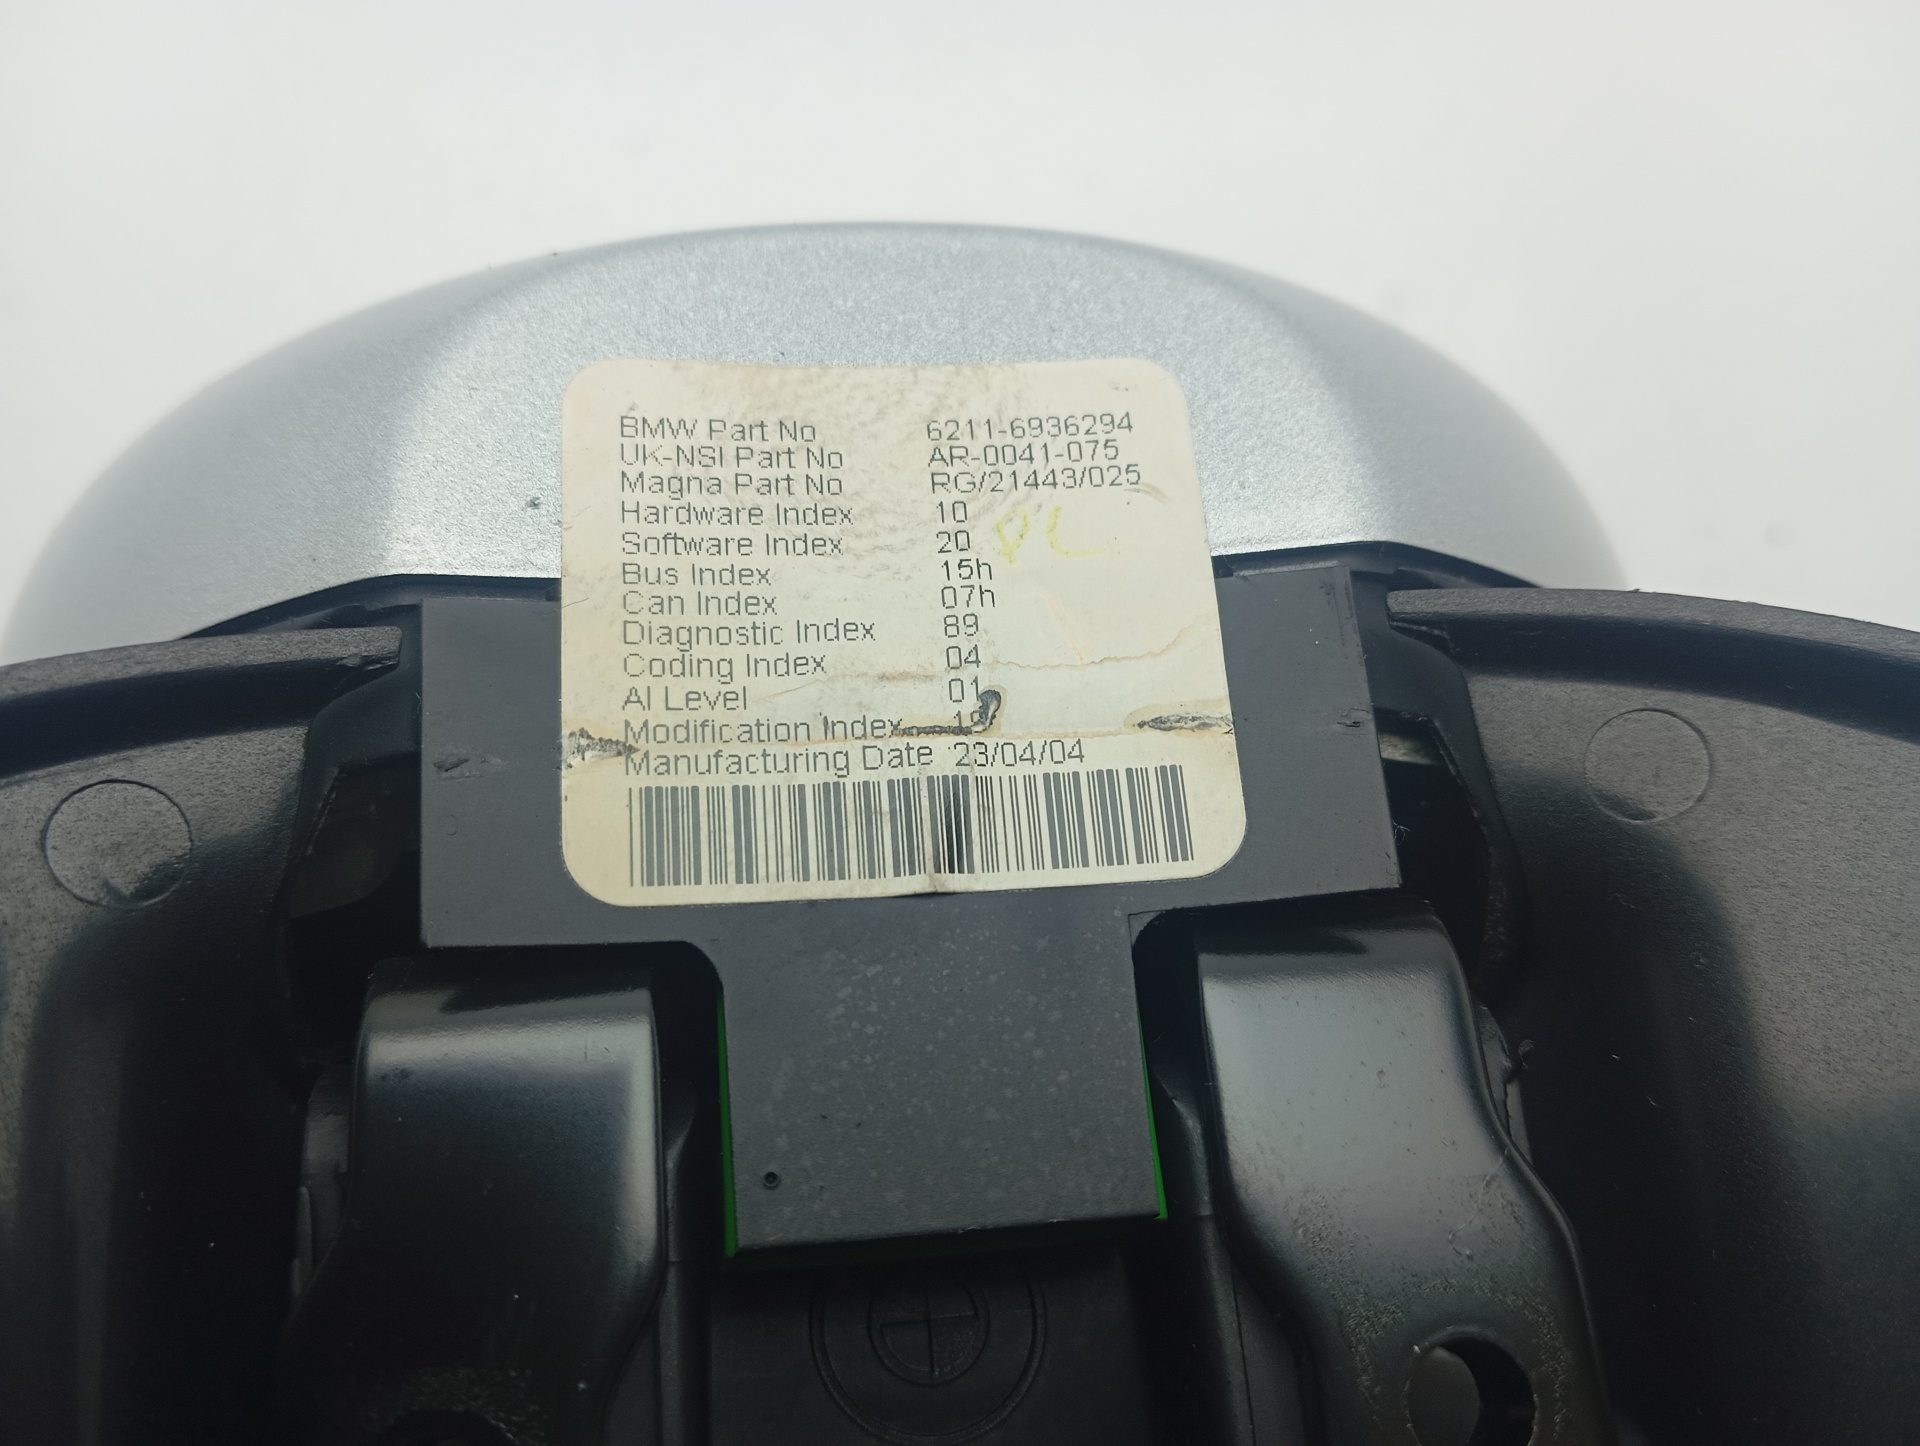 BMW Part No 6211-6936294
UK-NSI Part No AR-0041-075
Magna Part No RG/21443/025
Hardware Index 10
Software Index 20
Bus Index 15h
Can Index 07h
Diagnostic Index 89
Coding Index 04
AI Level 01
Modification Index
Manufacturing Date 23/04/04